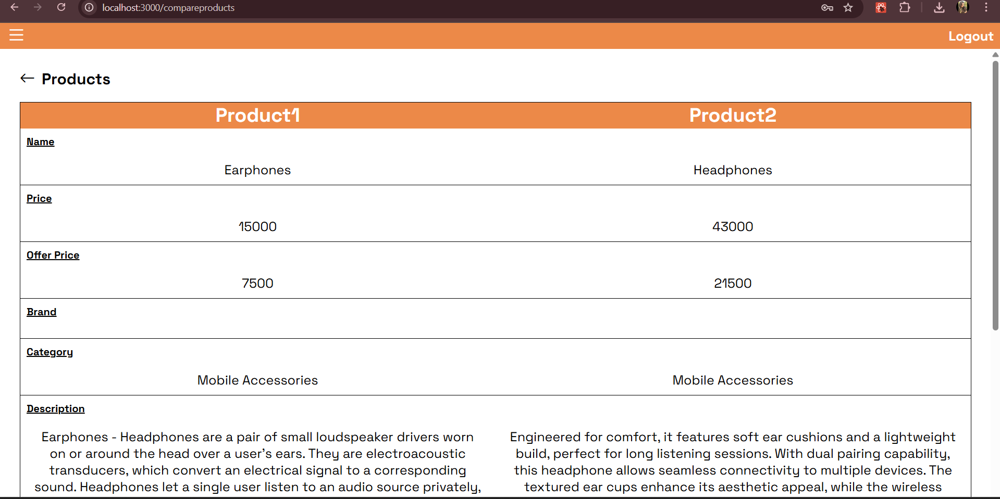 localhost:3000/compareproducts
Logout
Products
Product1 Product2
Name
Earphones Headphones
Price
15000 43000
Offer Price
7500 21500
Brand
Category
Mobile Accessories Mobile Accessories
Description
Earphones - Headphones are a pair of small loudspeaker drivers worn
on or around the head over a user's ears. They are electroacoustic
transducers, which convert an electrical signal to a corresponding
sound. Headphones let a single user listen to an audio source privately,
Engineered for comfort, it features soft ear cushions and a lightweight
build, perfect for long listening sessions. With dual pairing capability,
this headphone allows seamless connectivity to multiple devices. The
textured ear cups enhance its aesthetic appeal, while the wireless